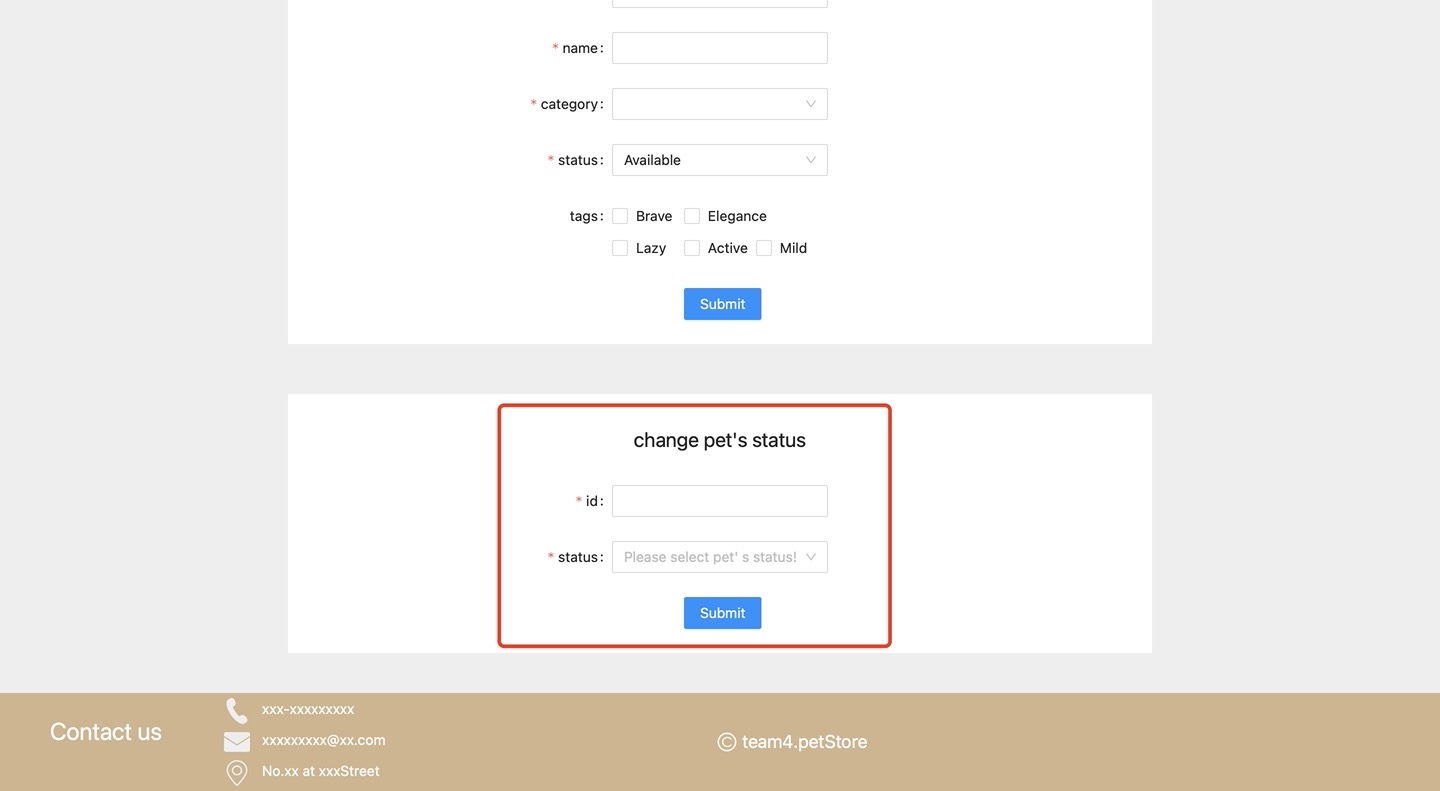 * name:
* category:
* status: Available
tags: Brave Elegance
Lazy Active Mild
Submit
change pet's status
* id:
* status: Please select pet' s status!
Submit
Contact us
xxx-xxxxxxxxx
xxxxxxxxx@xx.com
No.xx at xxxStreet
© team4.petStore